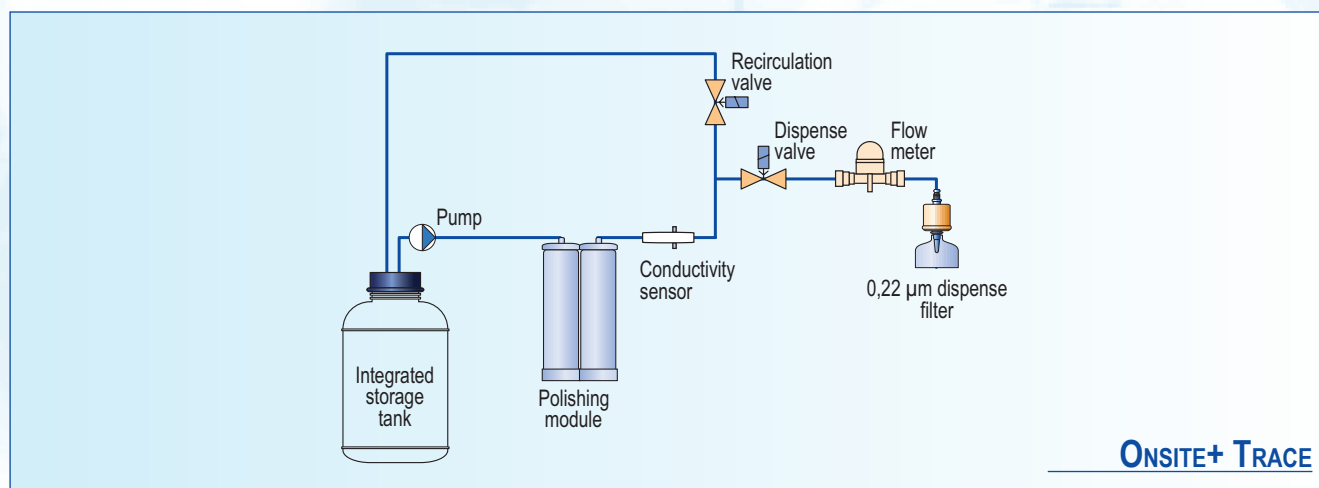 Recirculation
valve
Dispense
valve
Flow
meter
Pump
Conductivity
sensor
0,22 µm dispense
filter
Integrated
storage
tank
Polishing
module
ONSITE+ TRACE